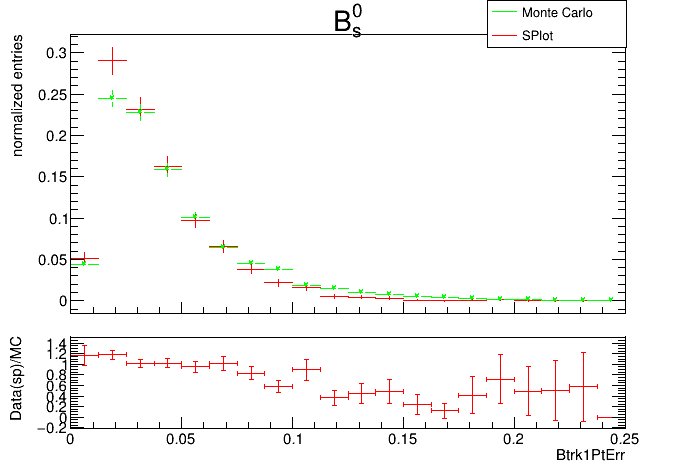 B⁰ₛ
Monte Carlo
SPlot
normalized entries
0.3
0.25
0.2
0.15
0.1
0.05
0
Data(sp)/MC
1.4
1.2
1
0.8
0.6
0.4
0.2
0
−0.2
0 0.05 0.1 0.15 0.2 0.25
Btrk1PtErr